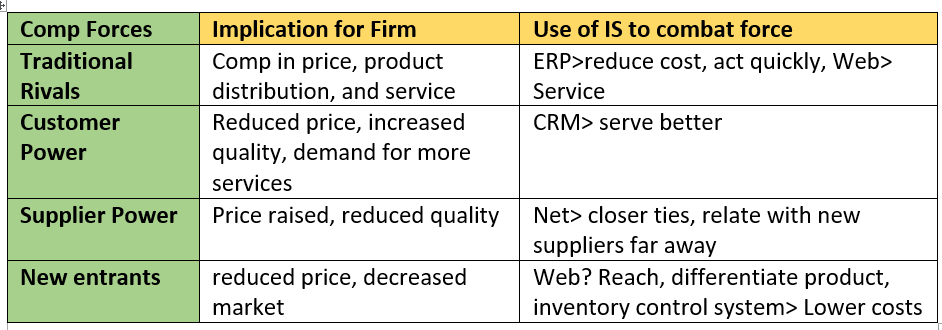 Comp Forces Implication for Firm Use of IS to combat force
Traditional Comp in price, product ERP>reduce cost, act quickly, Web>
Rivals distribution, and service Service
Customer Reduced price, increased CRM> serve better
Power quality, demand for more
services
Supplier Power Price raised, reduced quality Net> closer ties, relate with new
suppliers far away
New entrants reduced price, decreased Web? Reach, differentiate product,
market inventory control system> Lower costs